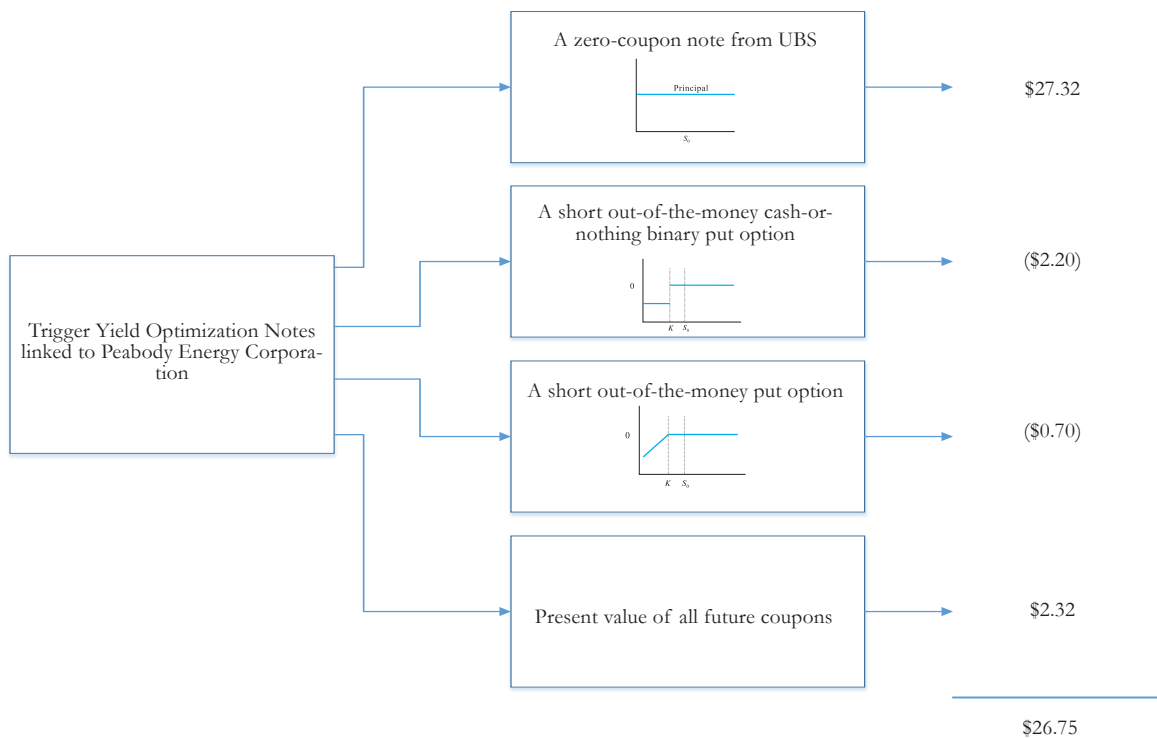 A zero-coupon note from UBS
Principal
S₀
$27.32
A short out-of-the-money cash-or-
nothing binary put option
0
K S₀
($2.20)
Trigger Yield Optimization Notes
linked to Peabody Energy Corpora-
tion
A short out-of-the-money put option
0
K S₀
($0.70)
Present value of all future coupons
$2.32
$26.75